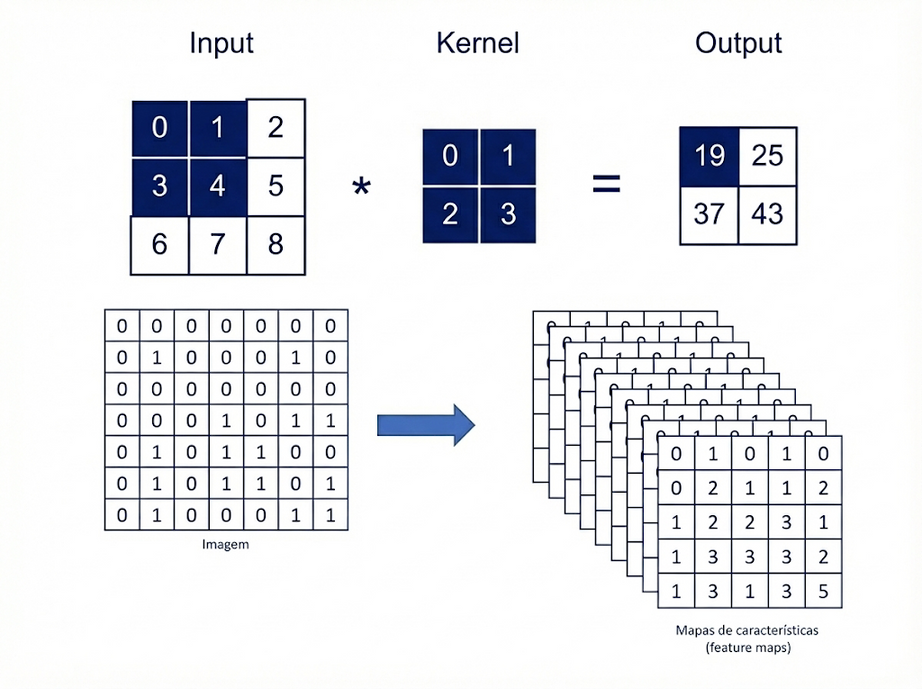 Input Kernel Output
0 1 2
3 4 5
6 7 8
*
0 1
2 3
=
19 25
37 43
0 0 0 0 0 0 0
0 1 0 0 0 1 0
0 0 0 0 0 0 0
0 0 0 1 0 1 1
0 1 0 1 1 0 0
0 1 0 1 1 0 1
0 1 0 0 0 1 1
Imagem
0 1 0 1 0
0 2 1 1 2
1 2 2 3 1
1 3 3 3 2
1 3 1 3 5
Mapas de característicias
(feature maps)